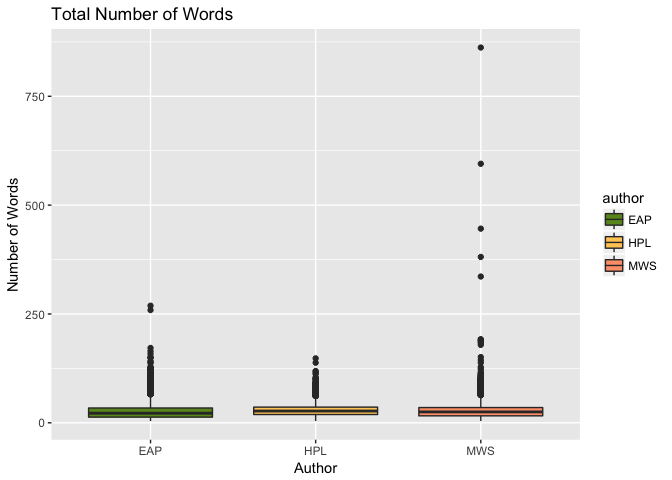 Total Number of Words
Number of Words
750
500
250
0
EAP
HPL
MWS
Author
author
EAP
HPL
MWS